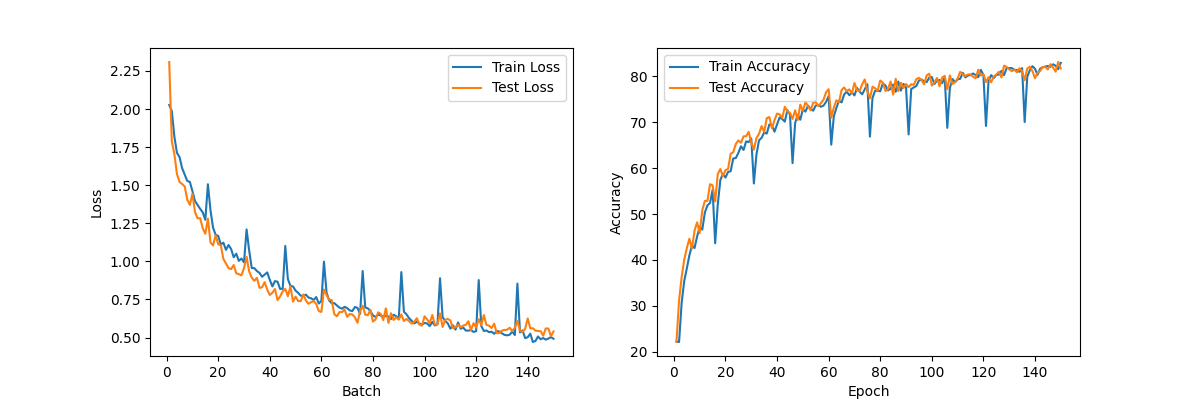 Train Loss
Test Loss
2.25
2.00
1.75
1.50
1.25
1.00
0.75
0.50
Loss
0 20 40 60 80 100 120 140
Batch
Train Accuracy
Test Accuracy
80
70
60
50
40
30
20
Accuracy
0 20 40 60 80 100 120 140
Epoch